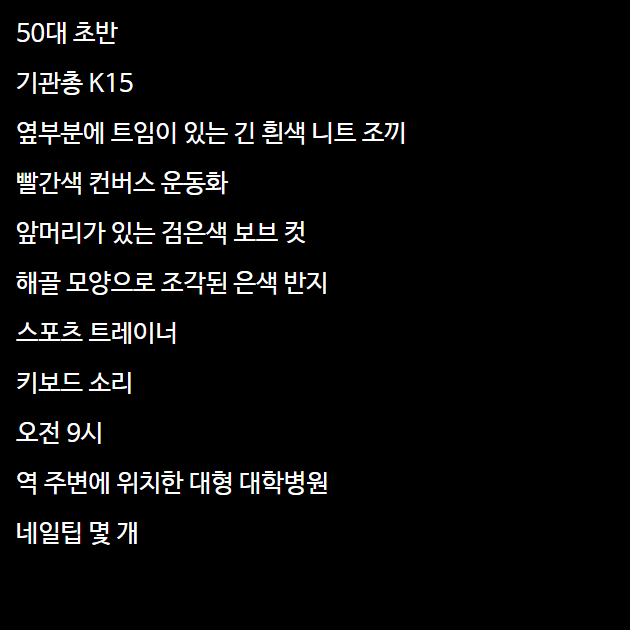 50대 초반
기관총 K15
옆부분에 트임이 있는 긴 흰색 니트 조끼
빨간색 컨버스 운동화
앞머리가 있는 검은색 보브 컷
해골 모양으로 조각된 은색 반지
스포츠 트레이너
키보드 소리
오전 9시
역 주변에 위치한 대형 대학병원
네일팁 몇 개